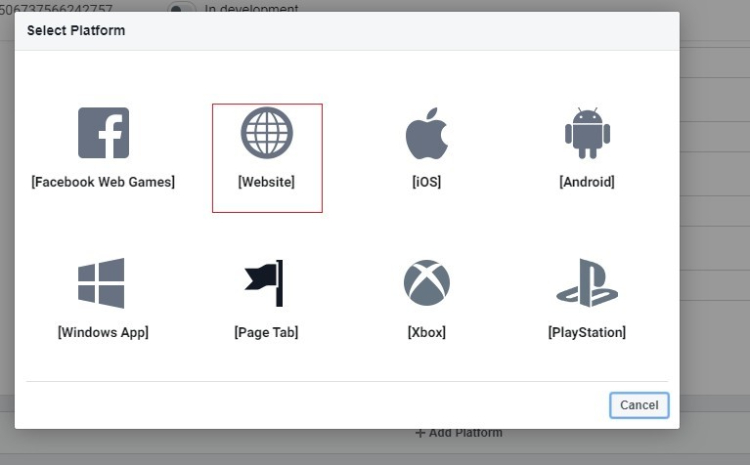 506737566242757 In development
Select Platform
[Facebook Web Games] [Website] [iOS] [Android]
[Windows App] [Page Tab] [Xbox] [PlayStation]
Cancel
+ Add Platform